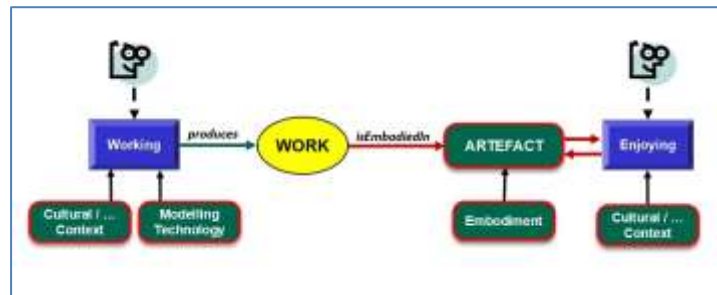 produces
isEmbodiedIn
Working
WORK
ARTEFACT
Enjoying
Cultural / ...
Context
Modelling
Technology
Embodiment
Cultural / ...
Context